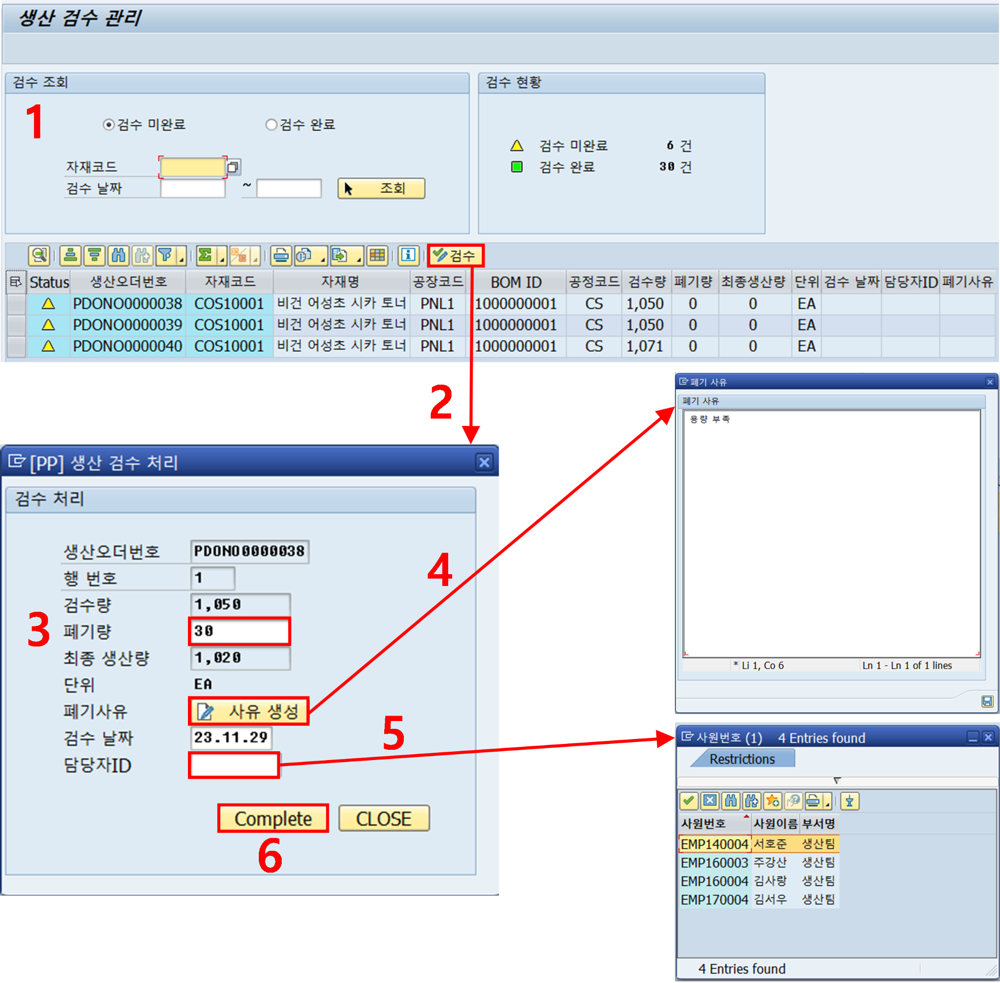 생산 검수 관리
검수 조회
1
검수 미완료 검수 완료
자재코드
검수 날짜 ~ 조회
검수 현황
검수 미완료 6 건
검수 완료 30 건
검수
Status 생산오더번호 자재코드 자재명 공장코드 BOM ID 공정코드 검수량 폐기량 최종생산량 단위 검수 날짜 담당자ID 폐기사유
PDONO0000038 COS10001 비건 어성초 시카 토너 PNL1 1000000001 CS 1,050 0 0 EA
PDONO0000039 COS10001 비건 어성초 시카 토너 PNL1 1000000001 CS 1,050 0 0 EA
PDONO0000040 COS10001 비건 어성초 시카 토너 PNL1 1000000001 CS 1,071 0 0 EA
2
[PP] 생산 검수 처리
검수 처리
생산오더번호 PDONO0000038
행 번호 1
검수량 1,050
3
폐기량 30
최종 생산량 1,020
단위 EA
폐기사유 사유 생성
검수 날짜 23.11.29
담당자ID
Complete CLOSE
6
4
폐기 사유
폐기 사유
용량 부족
* Li 1, Co 6 Ln 1 - Ln 1 of 1 lines
5
사원번호 (1) 4 Entries found
Restrictions
사원번호 사원이름 부서명
EMP140004 서호준 생산팀
EMP160003 주강산 생산팀
EMP160004 김사랑 생산팀
EMP170004 김서우 생산팀
4 Entries found